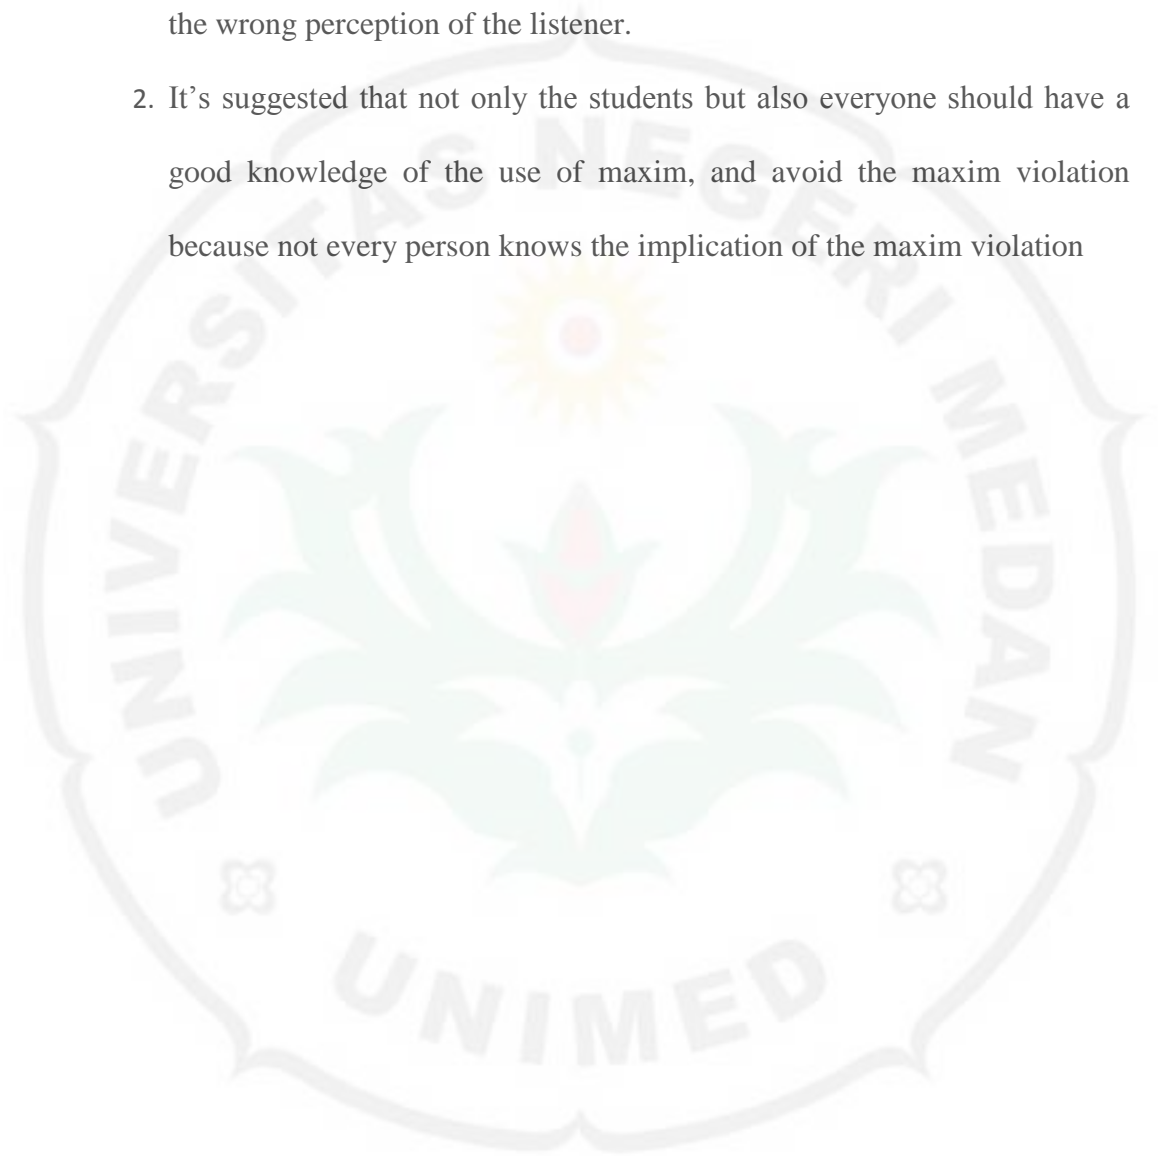 the wrong perception of the listener.
2. It’s suggested that not only the students but also everyone should have a
good knowledge of the use of maxim, and avoid the maxim violation
because not every person knows the implication of the maxim violation
UNIVERSITAS NEGERI MEDAN
UNIMED